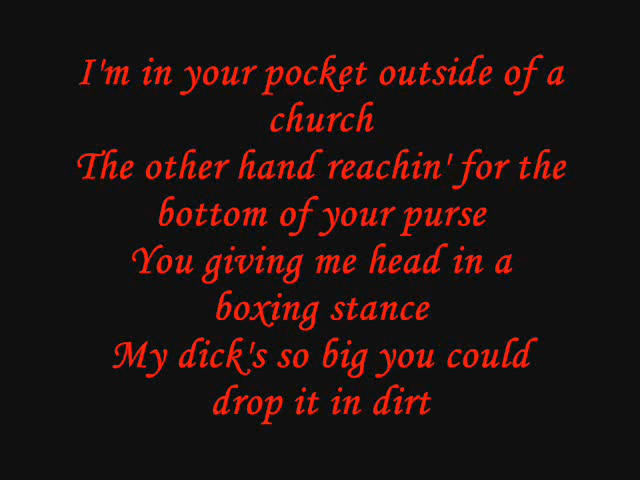 I'm in your pocket outside of a
church
The other hand reachin' for the
bottom of your purse
You giving me head in a
boxing stance
My dick's so big you could
drop it in dirt